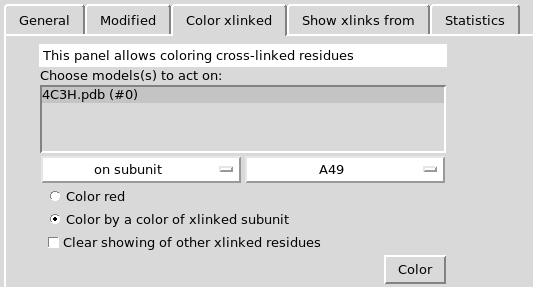 General Modified Color xlinked Show xlinks from Statistics
This panel allows coloring cross-linked residues
Choose models(s) to act on:
4C3H.pdb (#0)
on subunit A49
Color red
Color by a color of xlinked subunit
Clear showing of other xlinked residues
Color